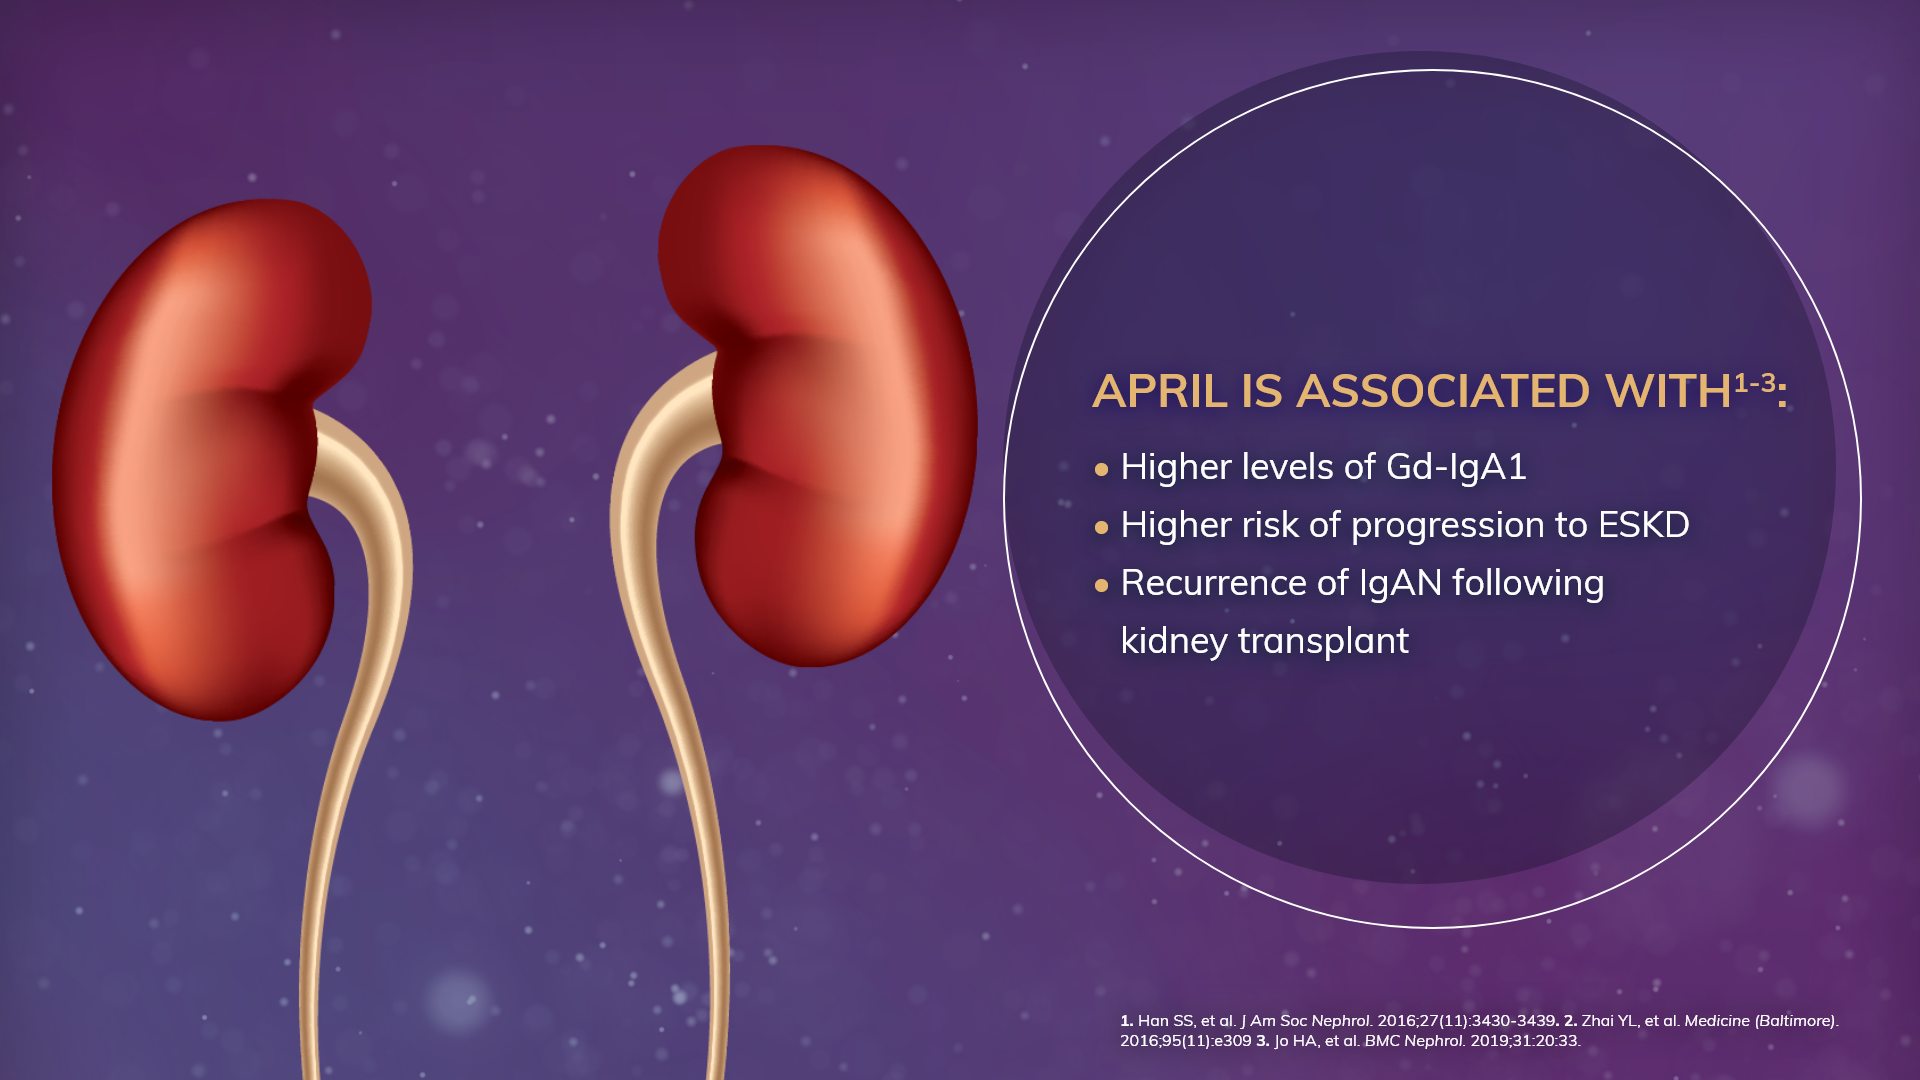 APRIL IS ASSOCIATED WITH1-3:
• Higher levels of Gd-IgA1
• Higher risk of progression to ESKD
• Recurrence of IgAN following
kidney transplant
1. Han SS, et al. J Am Soc Nephrol. 2016;27(11):3430-3439. 2. Zhai YL, et al. Medicine (Baltimore).
2016;95(11):e309 3. Jo HA, et al. BMC Nephrol. 2019;31:20:33.